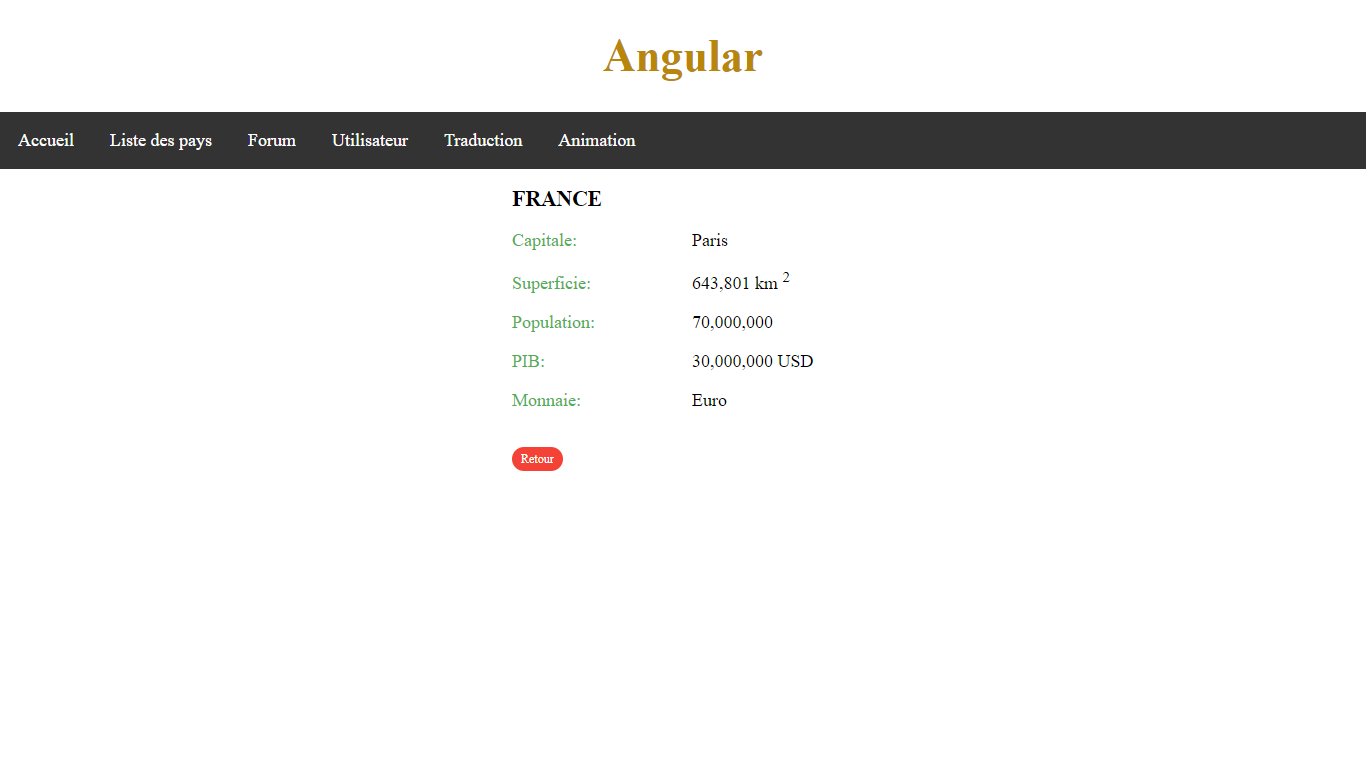 Angular
Accueil Liste des pays Forum Utilisateur Traduction Animation
FRANCE
Capitale: Paris
Superficie: 643,801 km 2
Population: 70,000,000
PIB: 30,000,000 USD
Monnaie: Euro
Retour